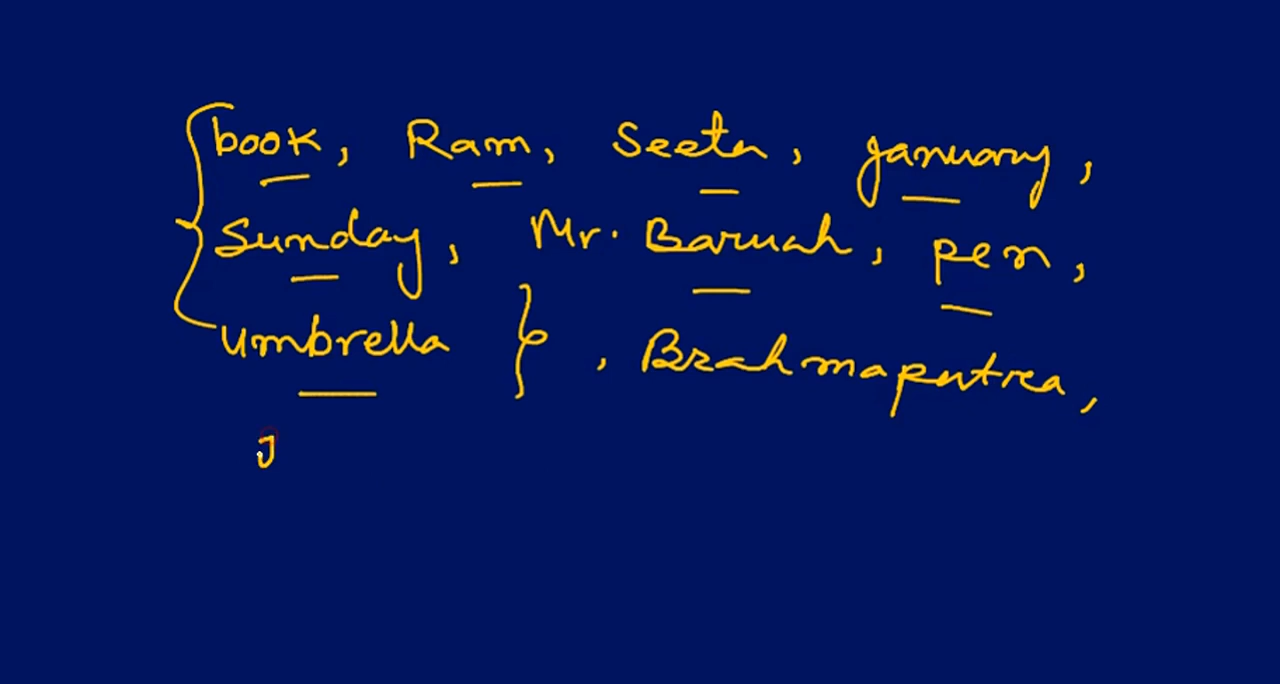 {book, Ram, Seeta, January,
Sunday, Mr. Baruah, pen,
umbrella } , Brahmaputra,
J